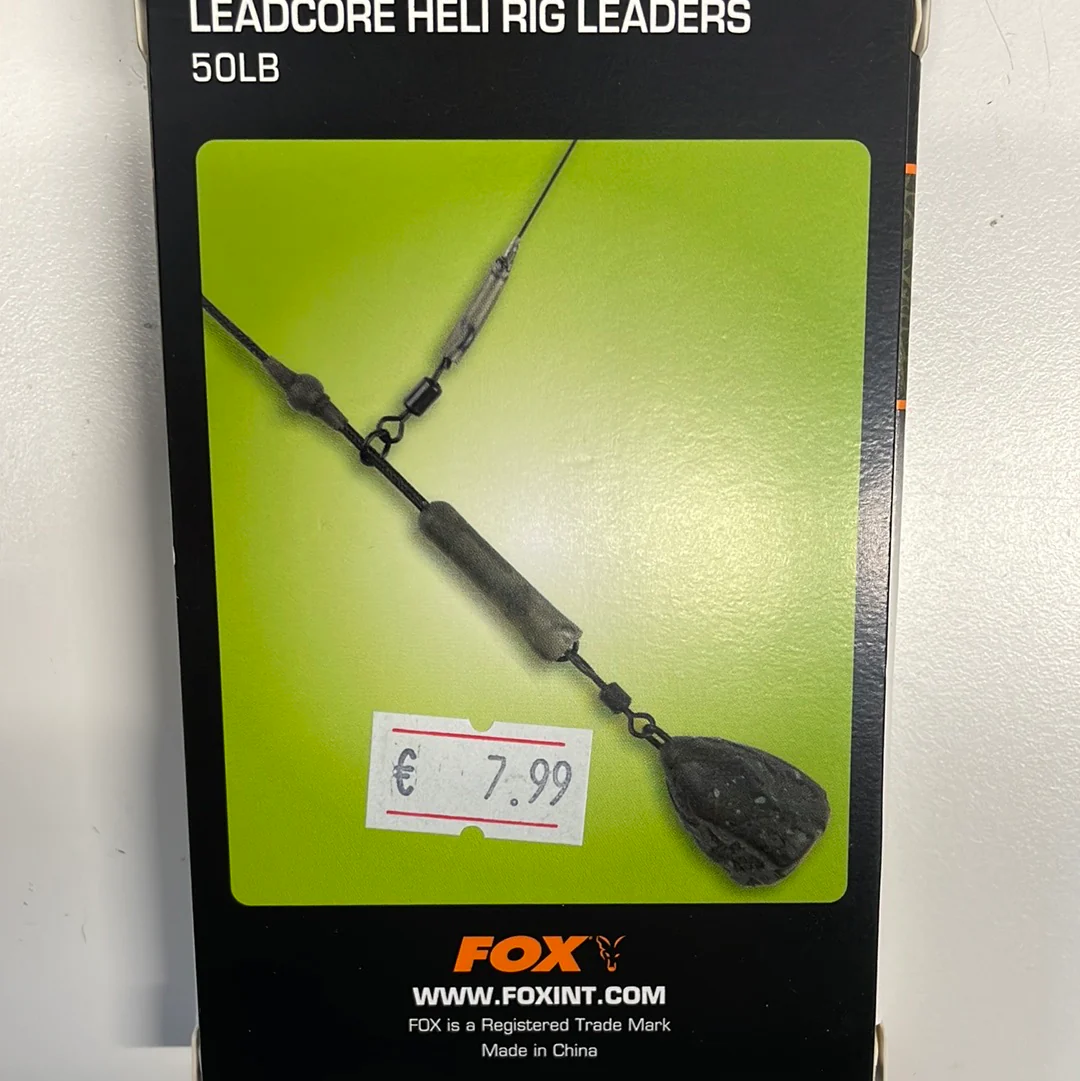 LEADCORE HELI RIG LEADERS
50LB
€ 7.99
FOX
WWW.FOXINT.COM
FOX is a Registered Trade Mark
Made in China